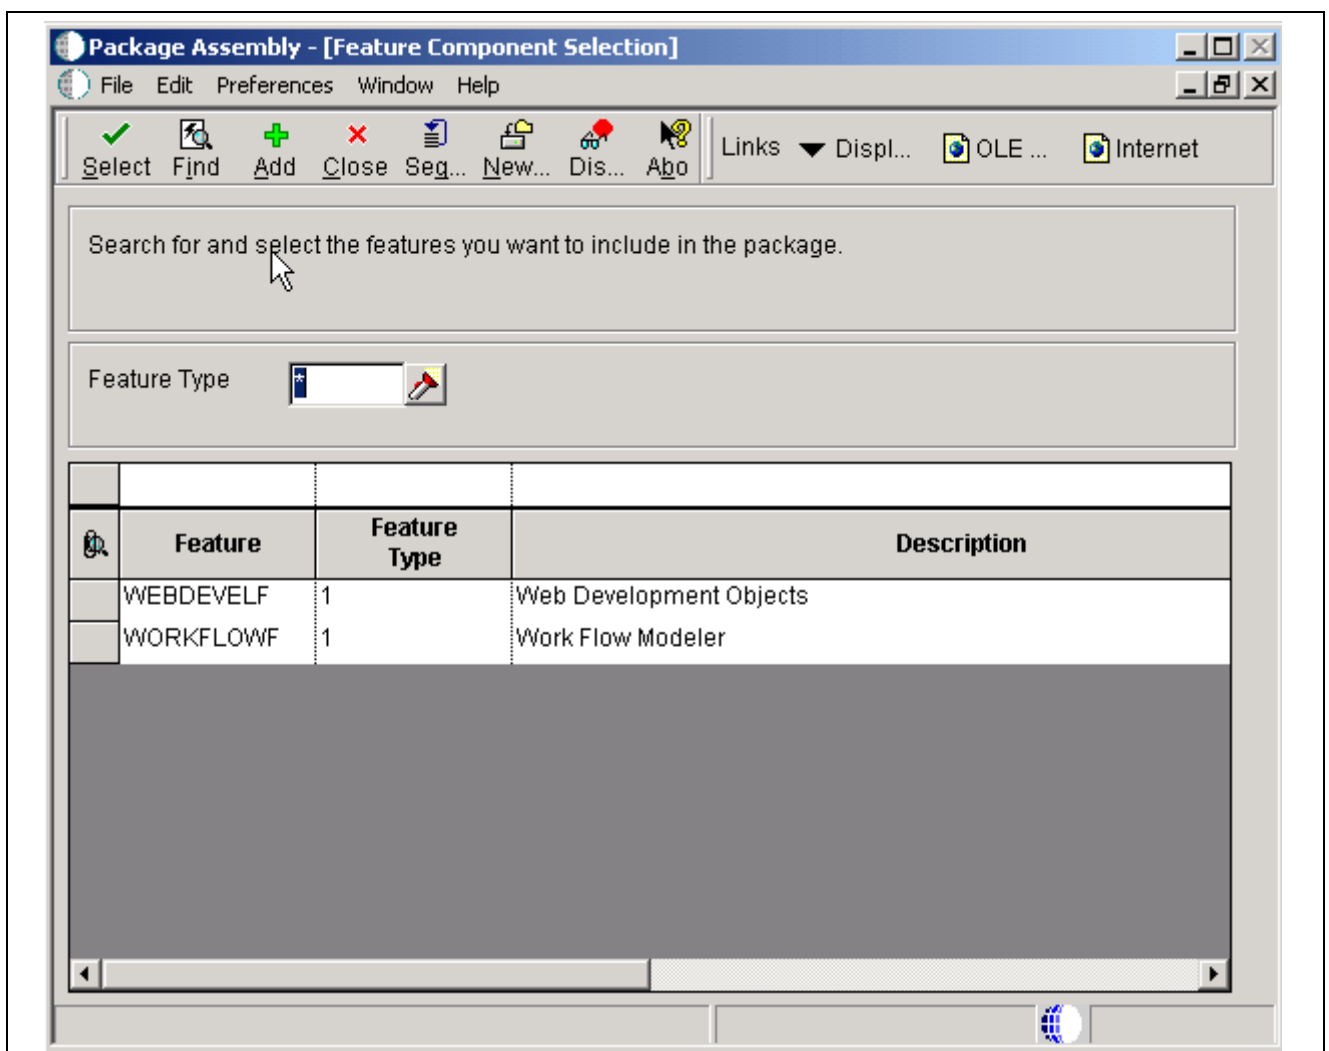 Package Assembly - [Feature Component Selection]
File Edit Preferences Window Help
Select Find Add Close Seq... New... Dis... Abo Links Displ... OLE ... Internet
Search for and select the features you want to include in the package.
Feature Type *
Feature Feature Type Description
WEBDEVELF 1 Web Development Objects
WORKFLOWF 1 Work Flow Modeler